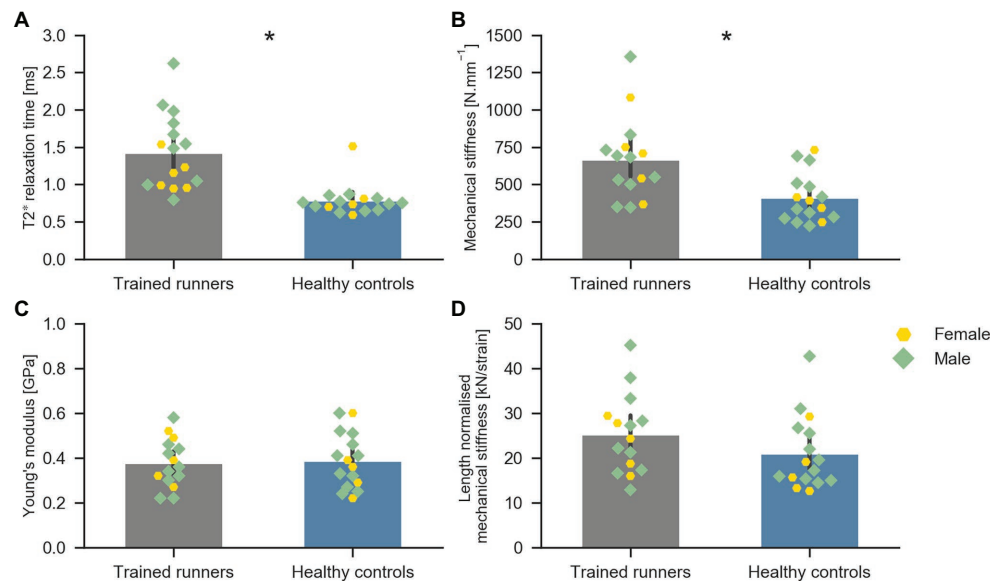 A
T2* relaxation time [ms]
3.0
2.5
2.0
1.5
1.0
0.5
0.0
*
Trained runners
Healthy controls
B
Mechanical stiffness [N.mm⁻¹]
1500
1250
1000
750
500
250
0
*
Trained runners
Healthy controls
C
Young's modulus [GPa]
1.0
0.8
0.6
0.4
0.2
0.0
Trained runners
Healthy controls
D
Length normalised
mechanical stiffness [kN/strain]
50
40
30
20
10
0
Trained runners
Healthy controls
Female
Male